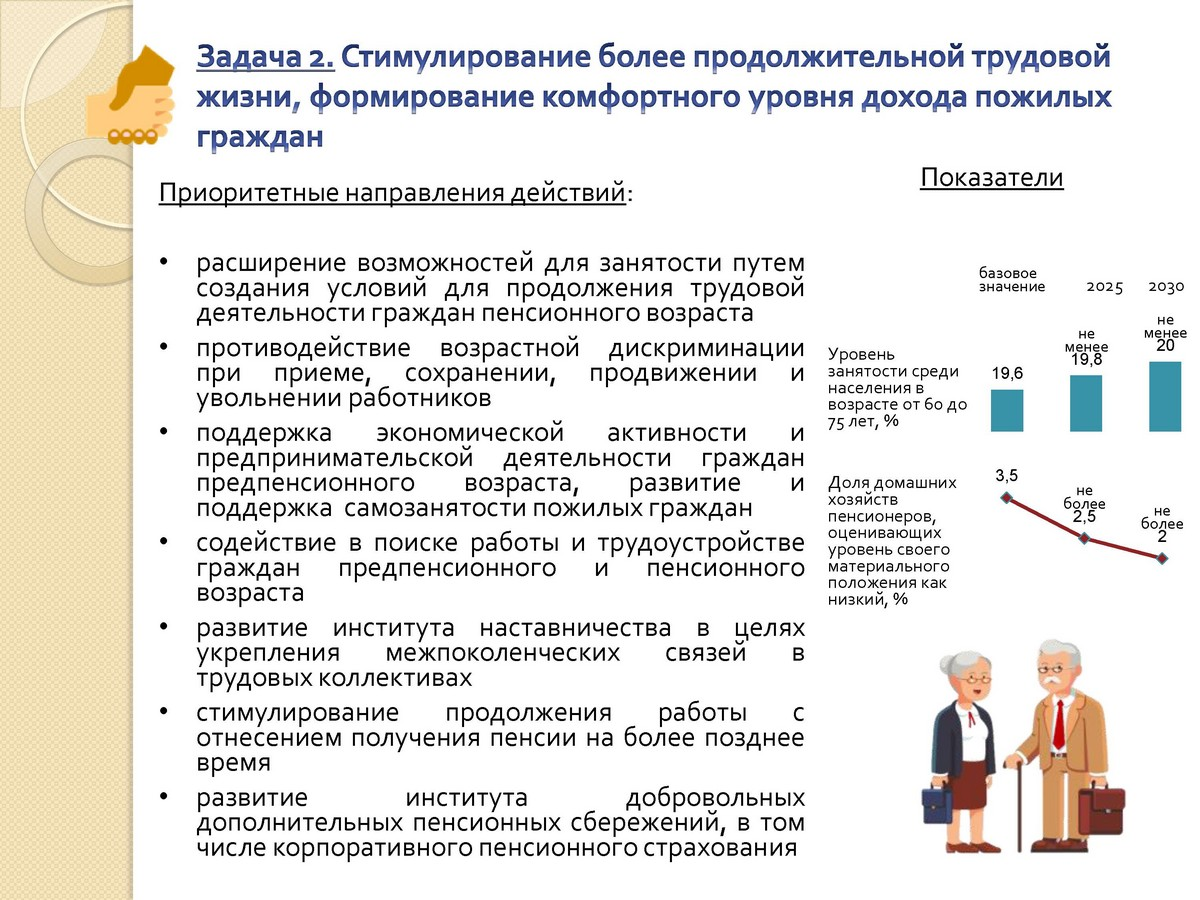 Задача 2. Стимулирование более продолжительной трудовой
жизни, формирование комфортного уровня дохода пожилых
граждан
Приоритетные направления действий:
• расширение возможностей для занятости путем
создания условий для продолжения трудовой
деятельности граждан пенсионного возраста
• противодействие возрастной дискриминации
при приеме, сохранении, продвижении и
увольнении работников
• поддержка экономической активности и
предпринимательской деятельности граждан
предпенсионного возраста, развитие и
поддержка самозанятости пожилых граждан
• содействие в поиске работы и трудоустройстве
граждан предпенсионного и пенсионного
возраста
• развитие института наставничества в целях
укрепления межпоколенческих связей в
трудовых коллективах
• стимулирование продолжения работы с
отнесением получения пенсии на более позднее
время
• развитие института добровольных
дополнительных пенсионных сбережений, в том
числе корпоративного пенсионного страхования
Показатели
базовое
значение
2025
2030
Уровень
занятости среди
населения в
возрасте от 60 до
75 лет, %
19,6
не
менее
19,8
не
менее
20
Доля домашних
хозяйств
пенсионеров,
оценивающих
уровень своего
материального
положения как
низкий, %
3,5
не
более
2,5
не
более
2